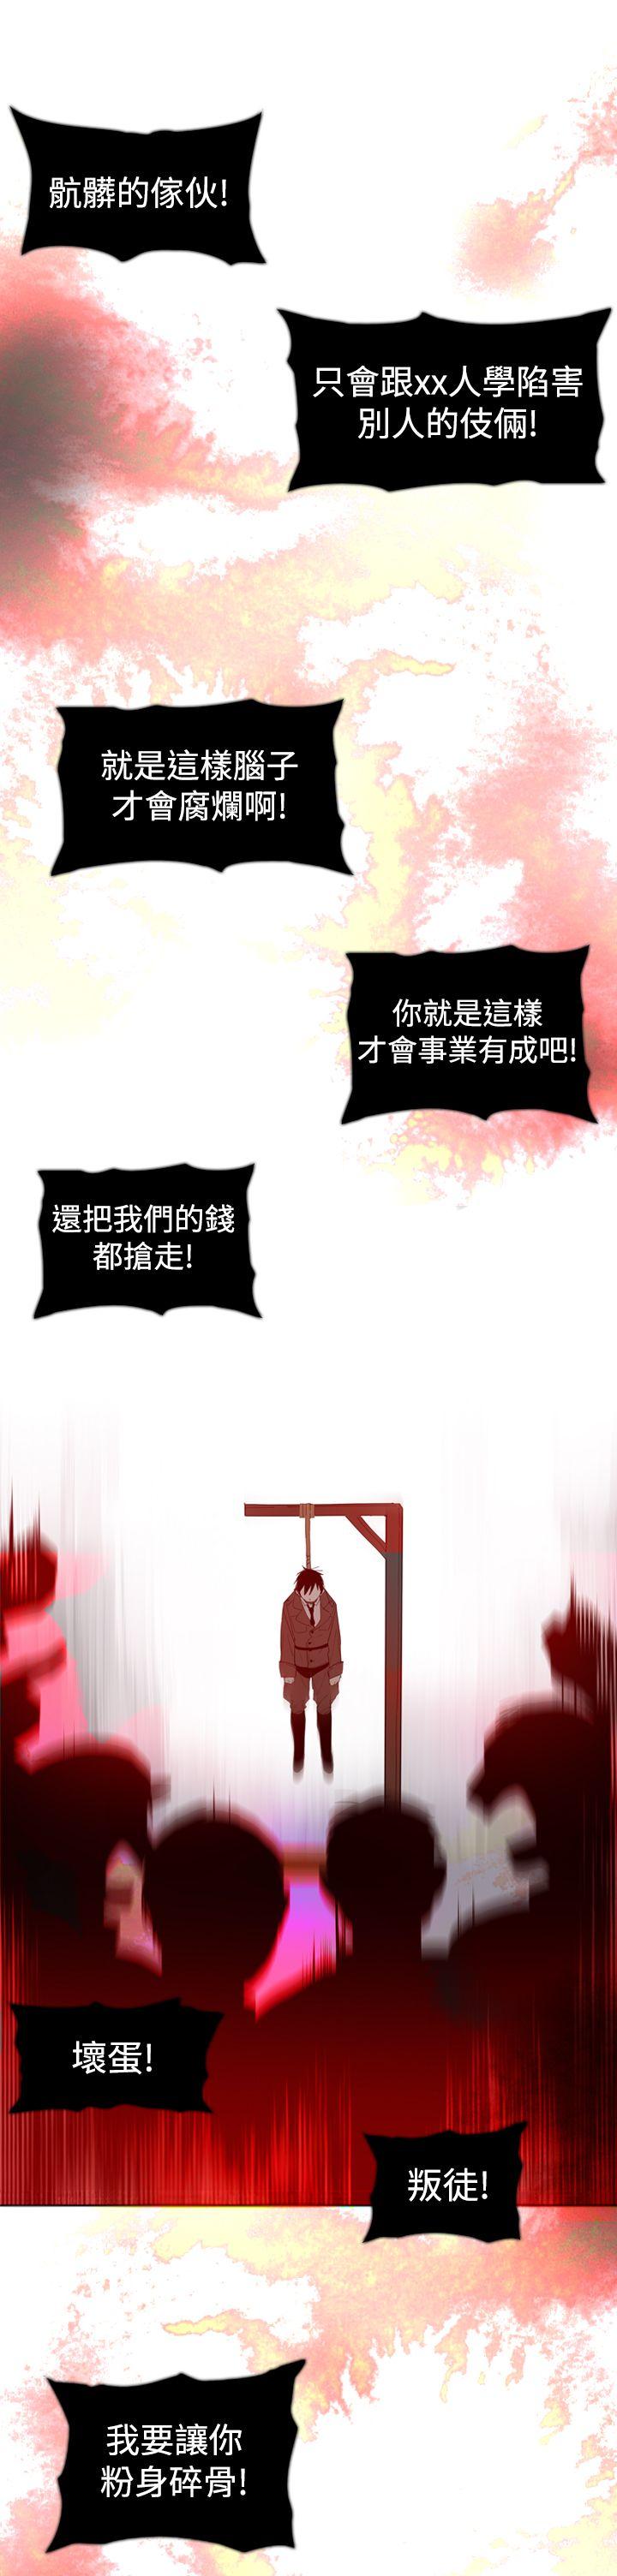 骯髒的傢伙!
只會跟xx人學陷害
別人的伎倆!
就是這樣腦子
才會腐爛啊!
你就是這樣
才會事業有成吧!
還把我們的錢
都搶走!
壞蛋!
叛徒!
我要讓你
粉身碎骨!